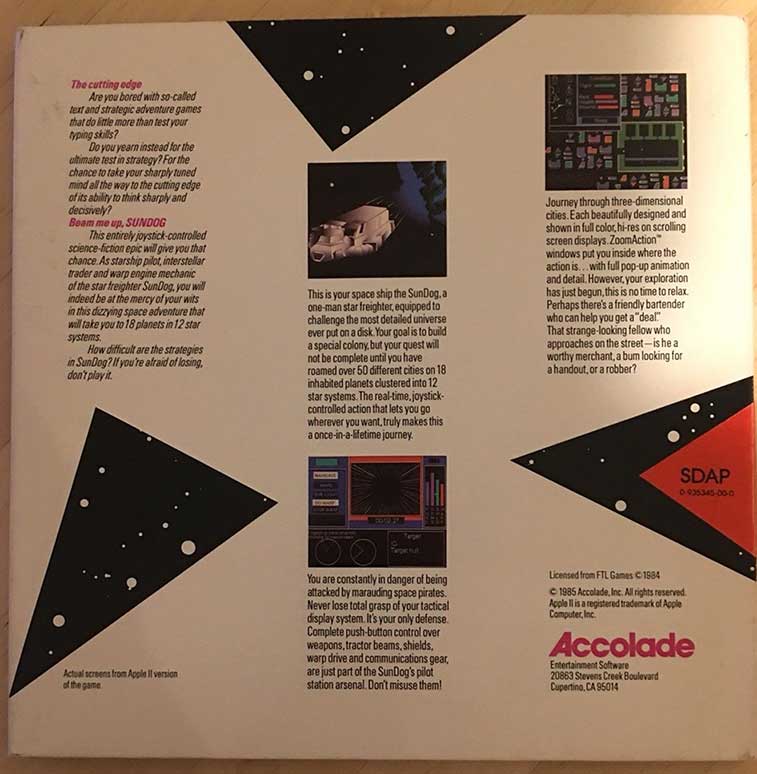 The cutting edge
Are you bored with so-called
text and strategic adventure games
that do little more than test your
typing skills?
Do you yearn instead for the
ultimate test in strategy? For the
chance to take your sharply tuned
mind all the way to the cutting edge
of its ability to think sharply and
decisively?
Beam me up, SUNDOG
This entirely joystick-controlled
science-fiction epic will give you that
chance. As starship pilot, interstellar
trader and warp engine mechanic
of the star freighter SunDog, you will
indeed be at the mercy of your wits
in this dizzying space adventure that
will take you to 18 planets in 12 star
systems.
How difficult are the strategies
in SunDog? If you're afraid of losing,
don't play it.
Actual screens from Apple II version
of the game.
This is your space ship the SunDog, a
one-man star freighter, equipped to
challenge the most detailed universe
ever put on a disk. Your goal is to build
a special colony, but your quest will
not be complete until you have
roamed over 50 different cities on 18
inhabited planets clustered into 12
star systems. The real-time, joystick-
controlled action that lets you go
wherever you want, truly makes this
a once-in-a-lifetime journey.
Target
Target null
You are constantly in danger of being
attacked by marauding space pirates.
Never lose total grasp of your tactical
display system. It's your only defense.
Complete push-button control over
weapons, tractor beams, shields,
warp drive and communications gear,
are just part of the SunDog's pilot
station arsenal. Don't misuse them!
Journey through three-dimensional
cities. Each beautifully designed and
shown in full color, hi-res on scrolling
screen displays. ZoomAction™
windows put you inside where the
action is...with full pop-up animation
and detail. However, your exploration
has just begun, this is no time to relax.
Perhaps there's a friendly bartender
who can help you get a "deal."
That strange-looking fellow who
approaches on the street—is he a
worthy merchant, a bum looking for
a handout, or a robber?
SDAP
0-935345-00-0
Licensed from FTL Games © 1984
© 1985 Accolade, Inc. All rights reserved.
Apple II is a registered trademark of Apple
Computer, Inc.
Accolade
Entertainment Software
20863 Stevens Creek Boulevard
Cupertino, CA 95014